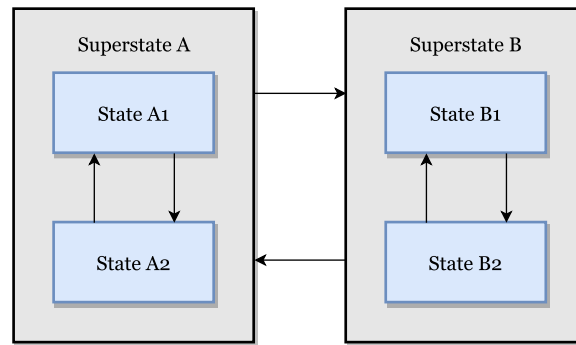 Superstate A
State A1
State A2
Superstate B
State B1
State B2